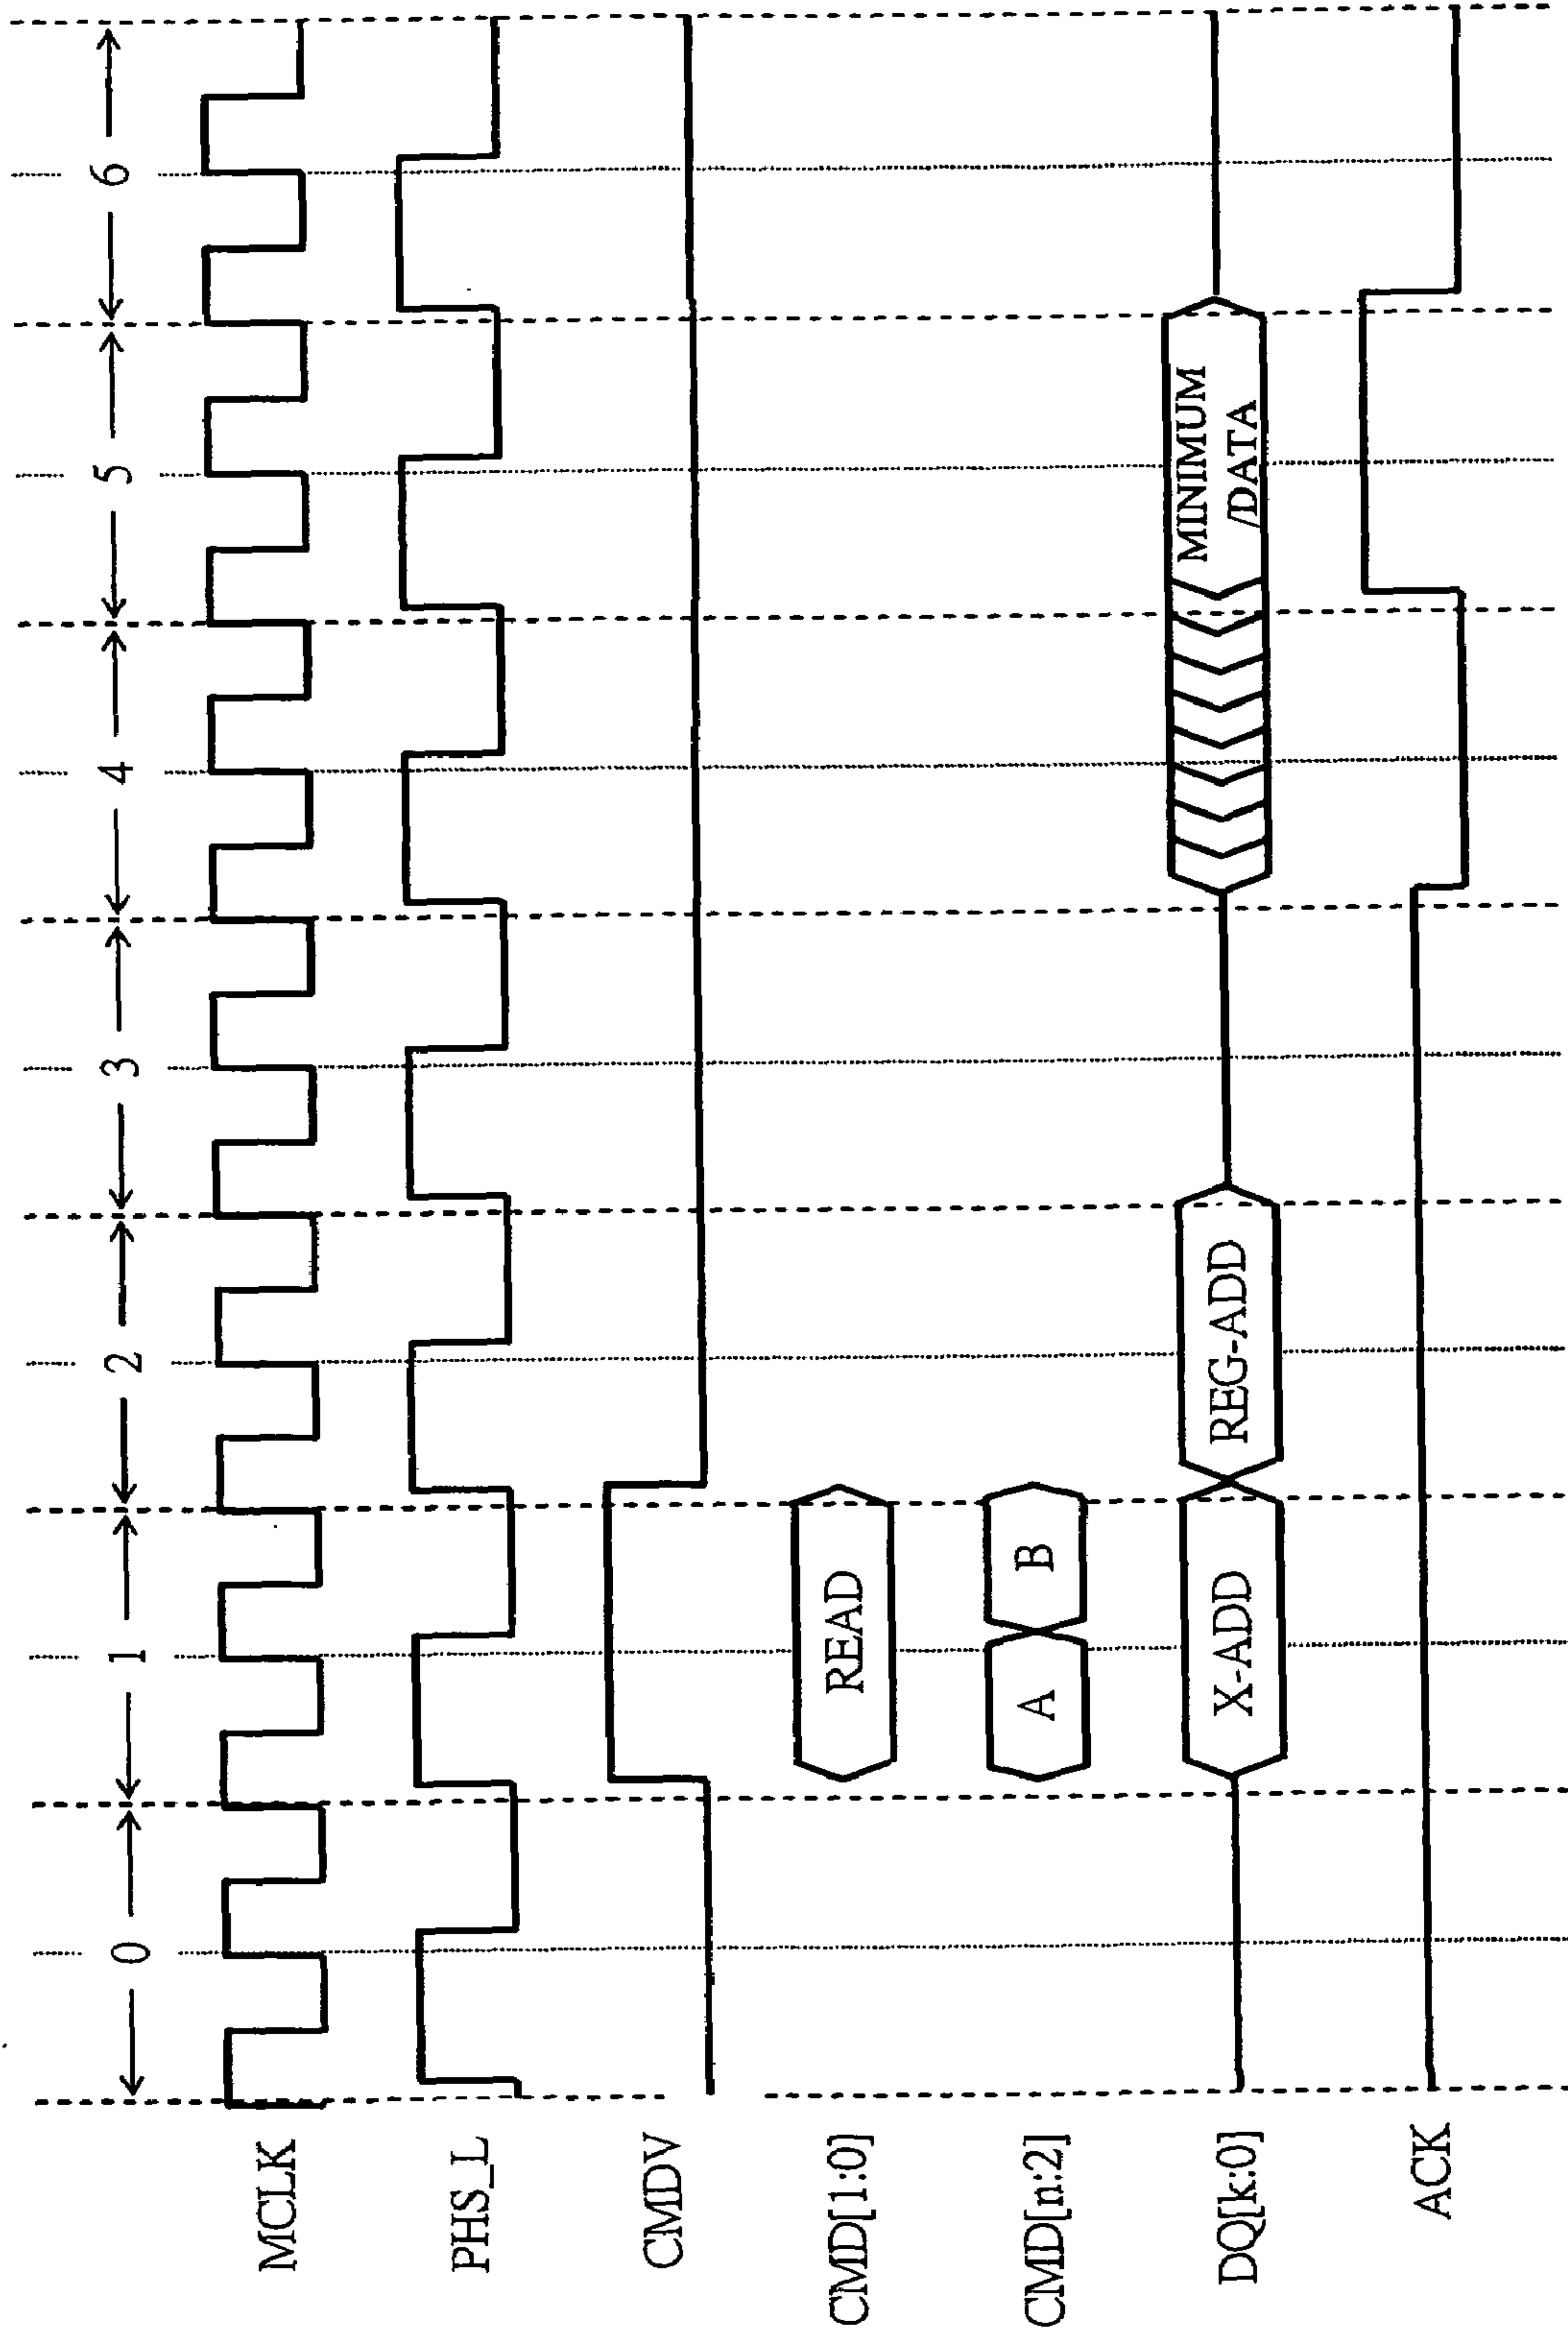 0 1 2 3 4 5 6
MCLK
PHS_L
CMDV
CMD[1:0]
READ
CMD[n:2]
A B
DQ[k:0]
X-ADD REG-ADD MINIMUM
/DATA
ACK